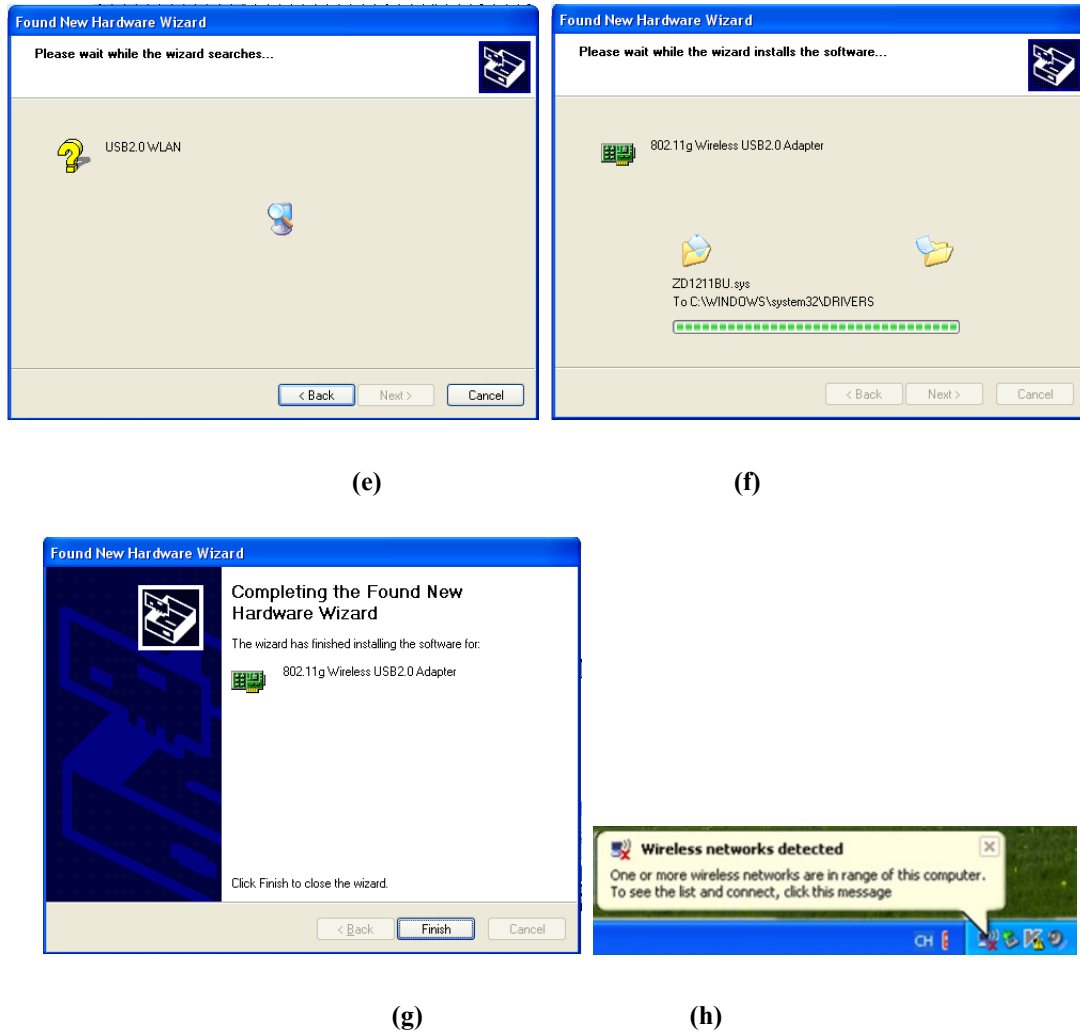 Found New Hardware Wizard
Please wait while the wizard searches...
USB2.0 WLAN
< Back
Next >
Cancel
Found New Hardware Wizard
Please wait while the wizard installs the software...
802.11g Wireless USB2.0 Adapter
ZD1211BU.sys
To C:\WINDOWS\system32\DRIVERS
< Back
Next >
Cancel
(e)
(f)
Found New Hardware Wizard
Completing the Found New
Hardware Wizard
The wizard has finished installing the software for:
802.11g Wireless USB2.0 Adapter
Click Finish to close the wizard.
< Back
Finish
Cancel
Wireless networks detected
One or more wireless networks are in range of this computer.
To see the list and connect, click this message
CH
(g)
(h)